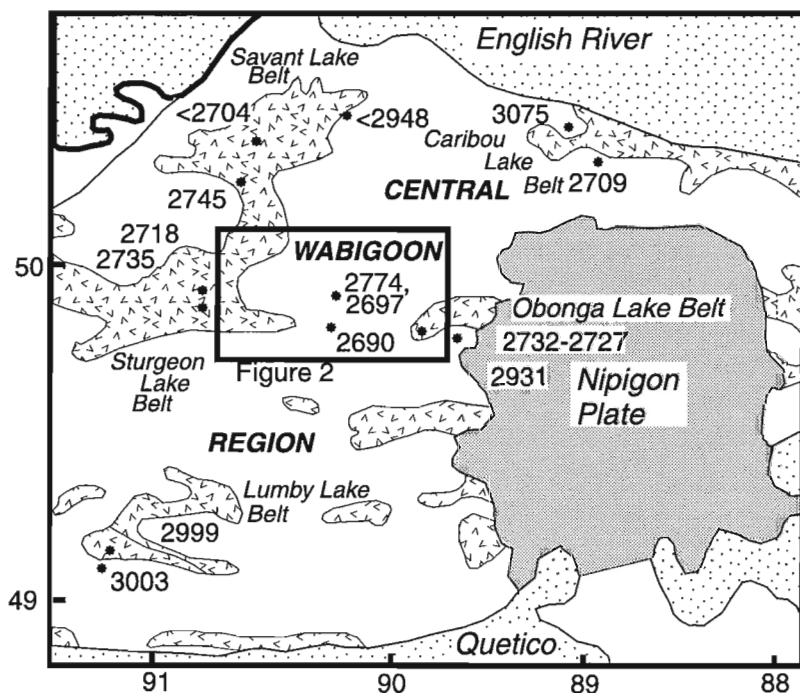 English River
Savant Lake
Belt
<2704
<2948
3075
Caribou
Lake
Belt 2709
CENTRAL
2745
2718
50
2735
WABIGOON
2774,
2697
Obonga Lake Belt
2690
2732-2727
Sturgeon
Lake
Belt
Figure 2
2931
Nipigon
Plate
REGION
Lumby Lake
Belt
2999
3003
49
Quetico
91
90
89
88